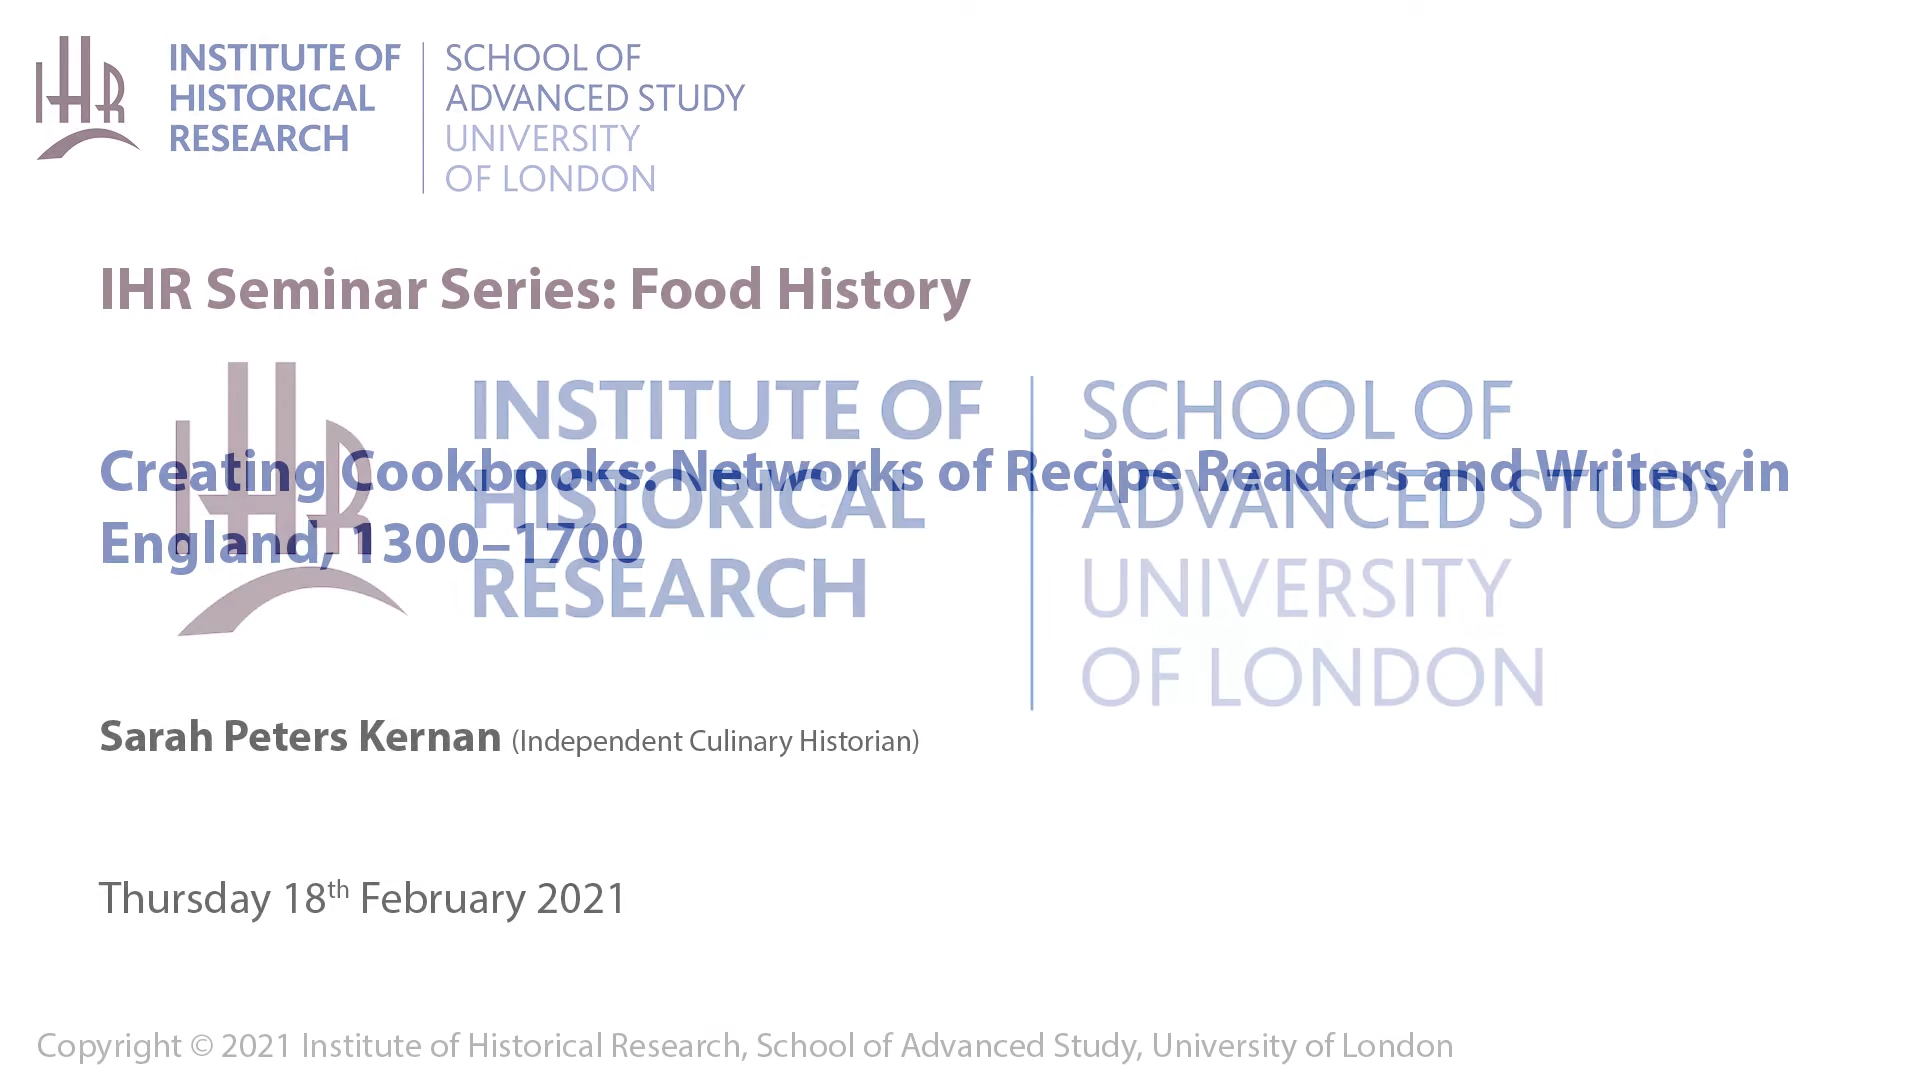 IHR
INSTITUTE OF
HISTORICAL
RESEARCH
SCHOOL OF
ADVANCED STUDY
UNIVERSITY
OF LONDON
IHR Seminar Series: Food History
IHR
INSTITUTE OF
HISTORICAL
RESEARCH
SCHOOL OF
ADVANCED STUDY
UNIVERSITY
OF LONDON
Creating Cookbooks: Networks of Recipe Readers and Writers in
England, 1300–1700
Sarah Peters Kernan (Independent Culinary Historian)
Thursday 18th February 2021
Copyright © 2021 Institute of Historical Research, School of Advanced Study, University of London